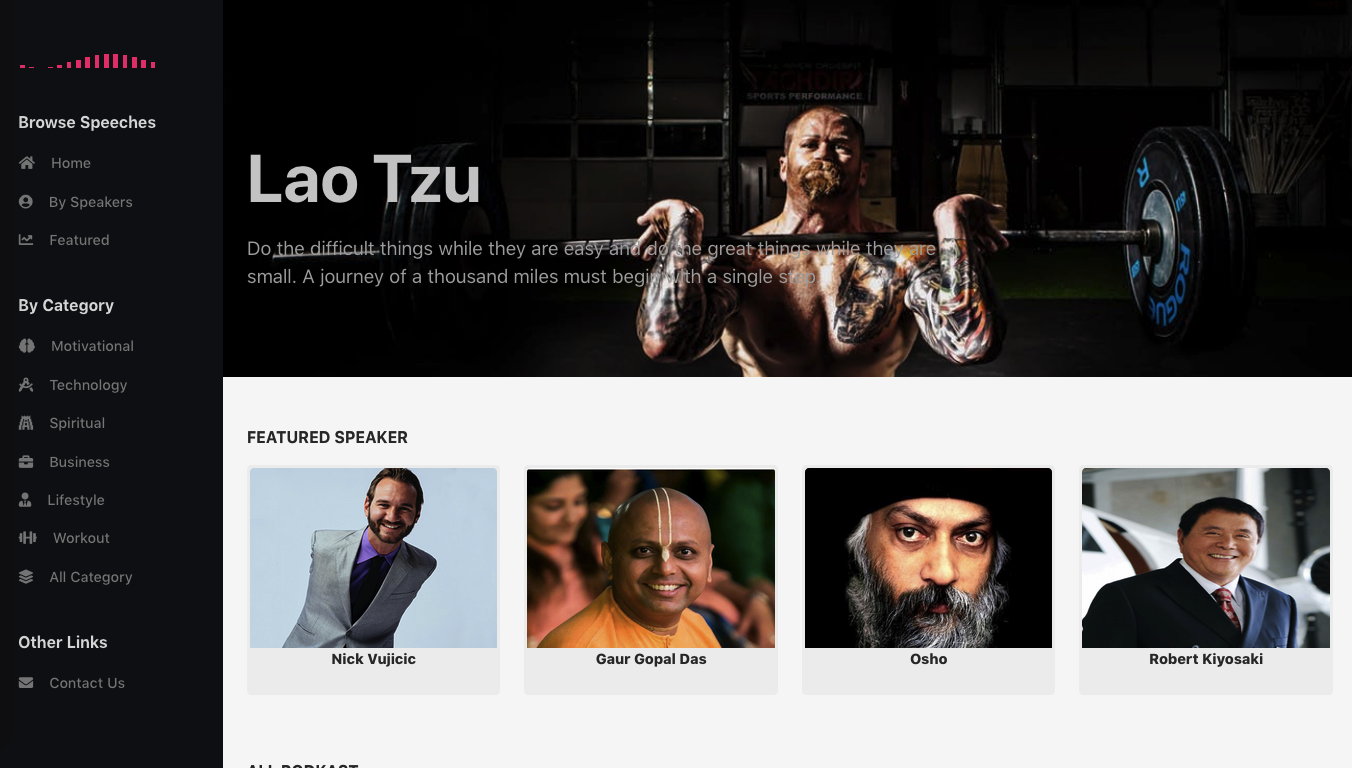 Browse Speeches
Home
By Speakers
Featured
By Category
Motivational
Technology
Spiritual
Business
Lifestyle
Workout
All Category
Other Links
Contact Us
SPORTS PERFORMANCE
Lao Tzu
Do the difficult things while they are easy and do the great things while they are
small. A journey of a thousand miles must begin with a single step
ROGUE
FEATURED SPEAKER
Nick Vujicic
Gaur Gopal Das
Osho
Robert Kiyosaki
ALL PODKAST